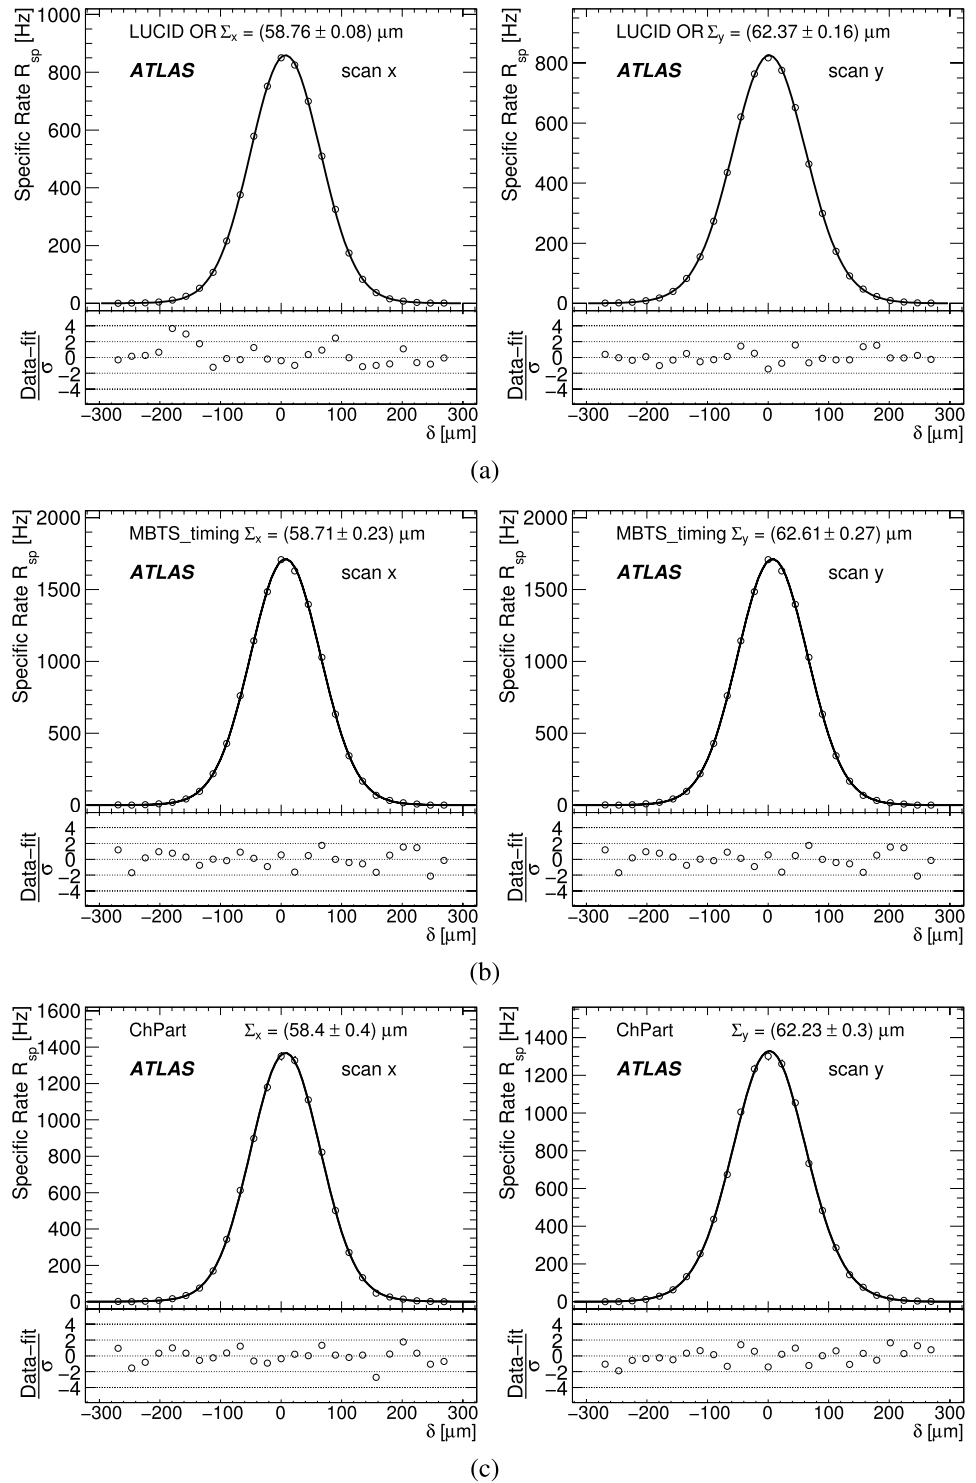 LUCID OR Σx = (58.76 ± 0.08) μm
ATLAS scan x
Specific Rate Rsp [Hz]
1000
800
600
400
200
0
Data−fit
σ
4
2
0
−2
−4
−300 −200 −100 0 100 200 300
δ [μm]
LUCID OR Σy = (62.37 ± 0.16) μm
ATLAS scan y
Specific Rate Rsp [Hz]
800
600
400
200
0
Data−fit
σ
4
2
0
−2
−4
−300 −200 −100 0 100 200 300
δ [μm]
(a)
MBTS_timing Σx = (58.71 ± 0.23) μm
ATLAS scan x
Specific Rate Rsp [Hz]
2000
1500
1000
500
0
Data−fit
σ
4
2
0
−2
−4
−300 −200 −100 0 100 200 300
δ [μm]
MBTS_timing Σy = (62.61 ± 0.27) μm
ATLAS scan y
Specific Rate Rsp [Hz]
2000
1500
1000
500
0
Data−fit
σ
4
2
0
−2
−4
−300 −200 −100 0 100 200 300
δ [μm]
(b)
ChPart Σx = (58.4 ± 0.4) μm
ATLAS scan x
Specific Rate Rsp [Hz]
1600
1400
1200
1000
800
600
400
200
0
Data−fit
σ
4
2
0
−2
−4
−300 −200 −100 0 100 200 300
δ [μm]
ChPart Σy = (62.23 ± 0.3) μm
ATLAS scan y
Specific Rate Rsp [Hz]
1400
1200
1000
800
600
400
200
0
Data−fit
σ
4
2
0
−2
−4
−300 −200 −100 0 100 200 300
δ [μm]
(c)